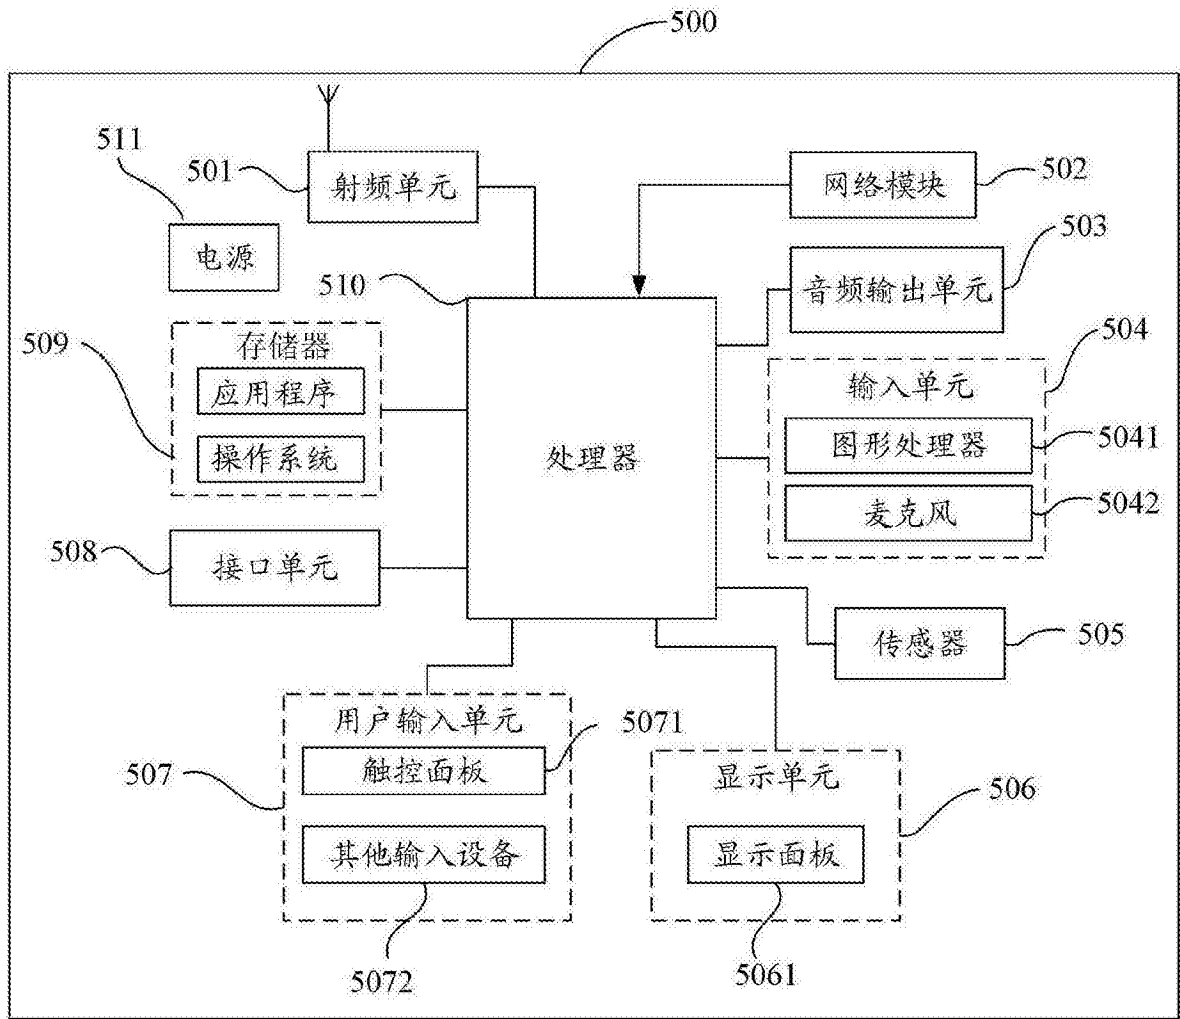 500
511
501
射频单元
网络模块
502
电源
510
音频输出单元
503
509
存储器
应用程序
操作系统
处理器
504
输入单元
图形处理器
5041
麦克风
5042
508
接口单元
传感器
505
507
用户输入单元
5071
触控面板
其他输入设备
5072
显示单元
506
显示面板
5061